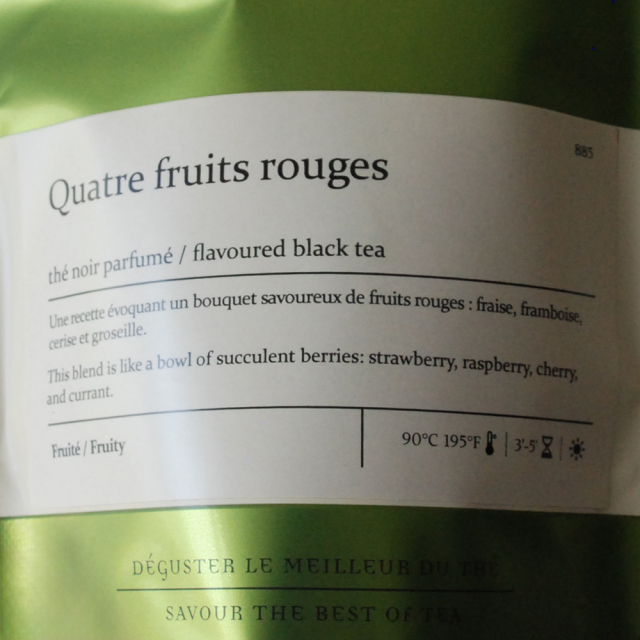 885
Quatre fruits rouges
thé noir parfumé / flavoured black tea
Une recette évoquant un bouquet savoureux de fruits rouges : fraise, framboise,
cerise et groseille.
This blend is like a bowl of succulent berries: strawberry, raspberry, cherry,
and currant.
Fruité / Fruity
90°C 195°F | 3'-5' |
DÉGUSTER LE MEILLEUR DU THÉ
SAVOUR THE BEST OF TEA